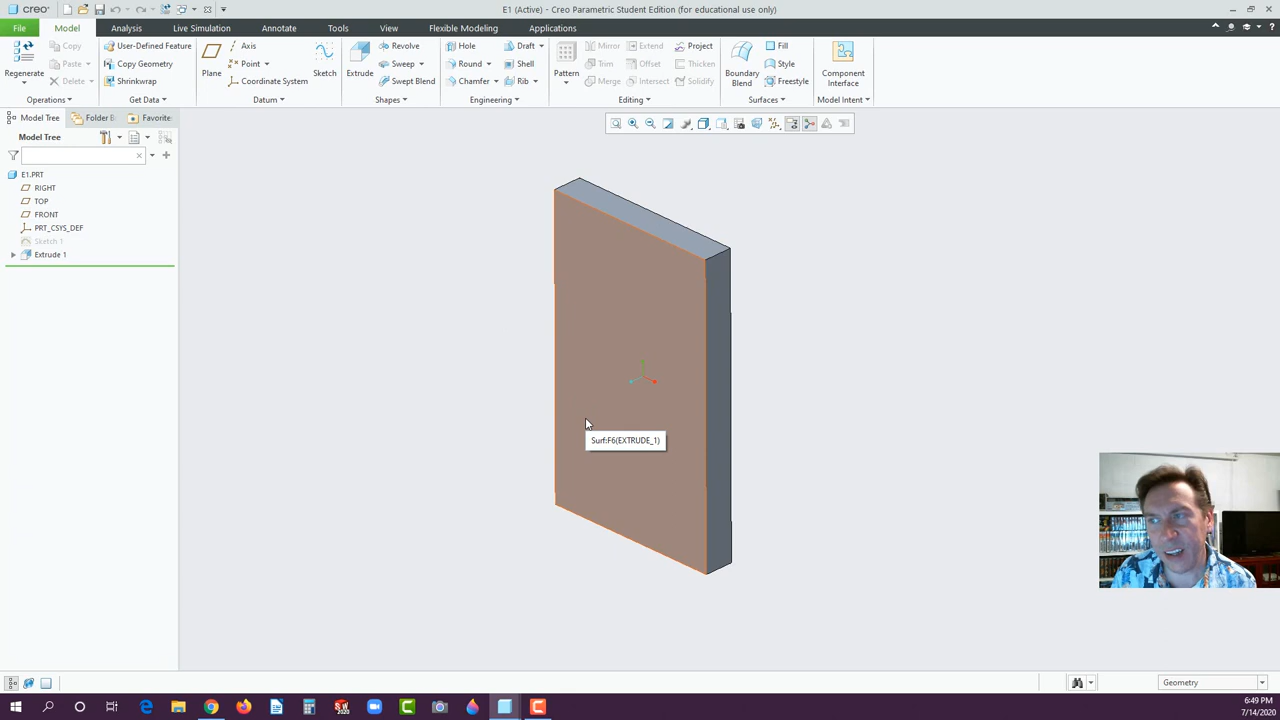 creo®
E1 (Active) - Creo Parametric Student Edition (for educational use only)
File Model Analysis Live Simulation Annotate Tools View Flexible Modeling Applications
Regenerate
Copy
Paste
Delete
Operations
User-Defined Feature
Copy Geometry
Shrinkwrap
Get Data
Plane
Axis
Point
Coordinate System
Sketch
Datum
Extrude
Revolve
Sweep
Swept Blend
Shapes
Hole
Round
Chamfer
Draft
Shell
Rib
Engineering
Pattern
Mirror
Trim
Merge
Extend
Offset
Intersect
Project
Thicken
Solidify
Editing
Boundary
Blend
Fill
Style
Freestyle
Surfaces
Component
Interface
Model Intent
Model Tree Folder B Favorite
Model Tree
E1.PRT
RIGHT
TOP
FRONT
PRT_CSYS_DEF
Sketch 1
Extrude 1
Surf:F6(EXTRUDE_1)
Geometry
6:49 PM
7/14/2020